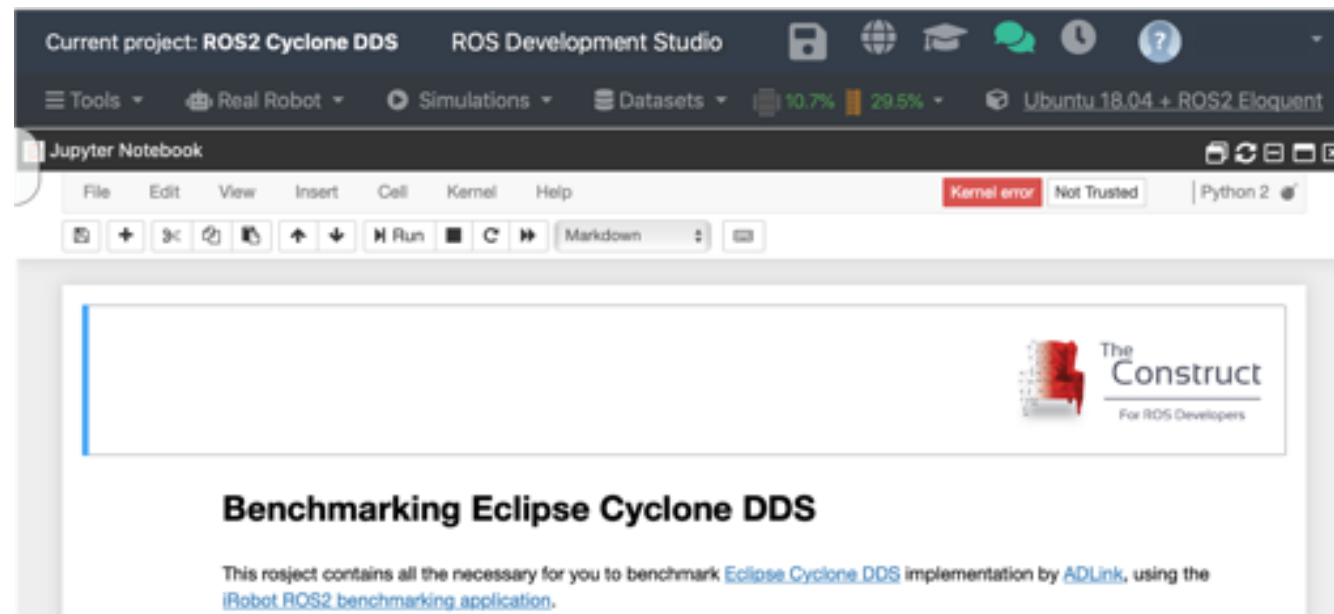 Current project: ROS2 Cyclone DDS ROS Development Studio ?
Tools Real Robot Simulations Datasets 10.7% 29.5% Ubuntu 18.04 + ROS2 Eloquent
Jupyter Notebook
File Edit View Insert Cell Kernel Help Kernel error Not Trusted Python 2
Run Markdown
The
Construct
For ROS Developers
Benchmarking Eclipse Cyclone DDS
This rosject contains all the necessary for you to benchmark Eclipse Cyclone DDS implementation by ADLink, using the
iRobot ROS2 benchmarking application.